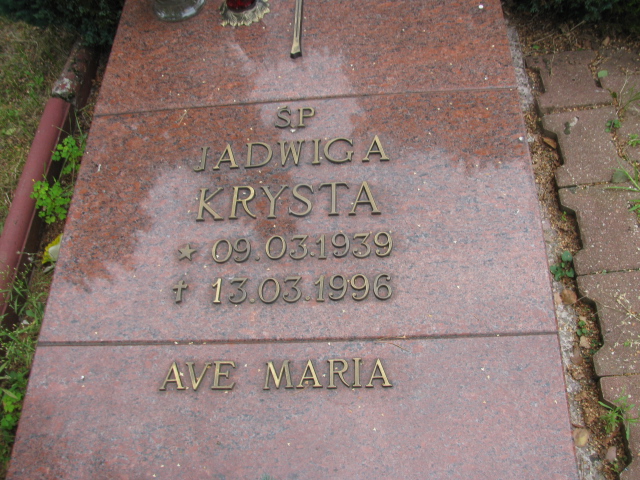 ŚP
JADWIGA
KRYSTA
* 09.03.1939
† 13.03.1996
AVE MARIA